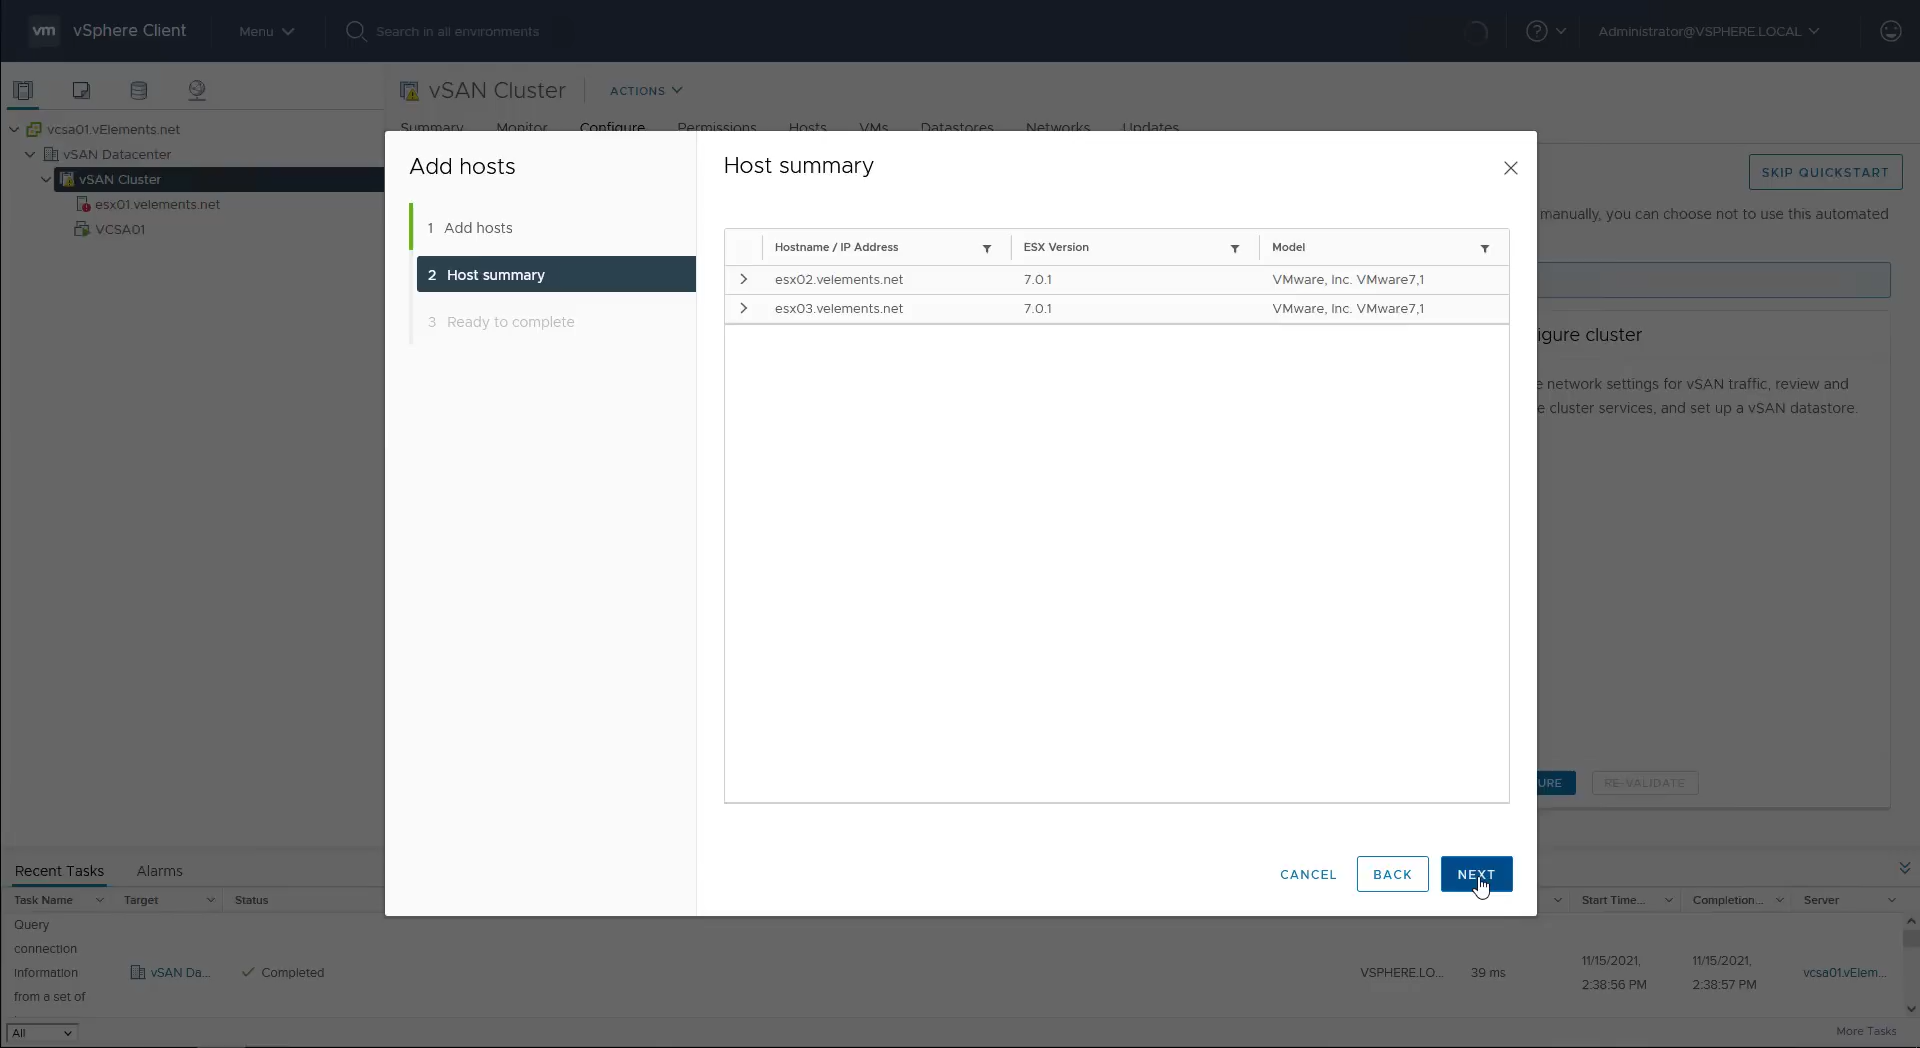 vm vSphere Client Menu Search in all environments Administrator@VSPHERE.LOCAL
vSAN Cluster ACTIONS
Summary Monitor Configure Permissions Hosts VMs Datastores Networks Updates
vcsa01.vElements.net
vSAN Datacenter
vSAN Cluster
esx01.velements.net
VCSA01
SKIP QUICKSTART
manually, you can choose not to use this automated
igure cluster
e network settings for vSAN traffic, review and
e cluster services, and set up a vSAN datastore.
URE RE-VALIDATE
Add hosts
1 Add hosts
2 Host summary
3 Ready to complete
Host summary
Hostname / IP Address ESX Version Model
esx02.velements.net 7.0.1 VMware, Inc. VMware7,1
esx03.velements.net 7.0.1 VMware, Inc. VMware7,1
CANCEL BACK NEXT
Recent Tasks Alarms
Task Name Target Status Start Time... Completion... Server
Query
connection
information vSAN Da... Completed VSPHERE.LO... 39 ms vcsa01.vElem...
from a set of
11/15/2021, 11/15/2021,
2:38:56 PM 2:38:57 PM
All More Tasks